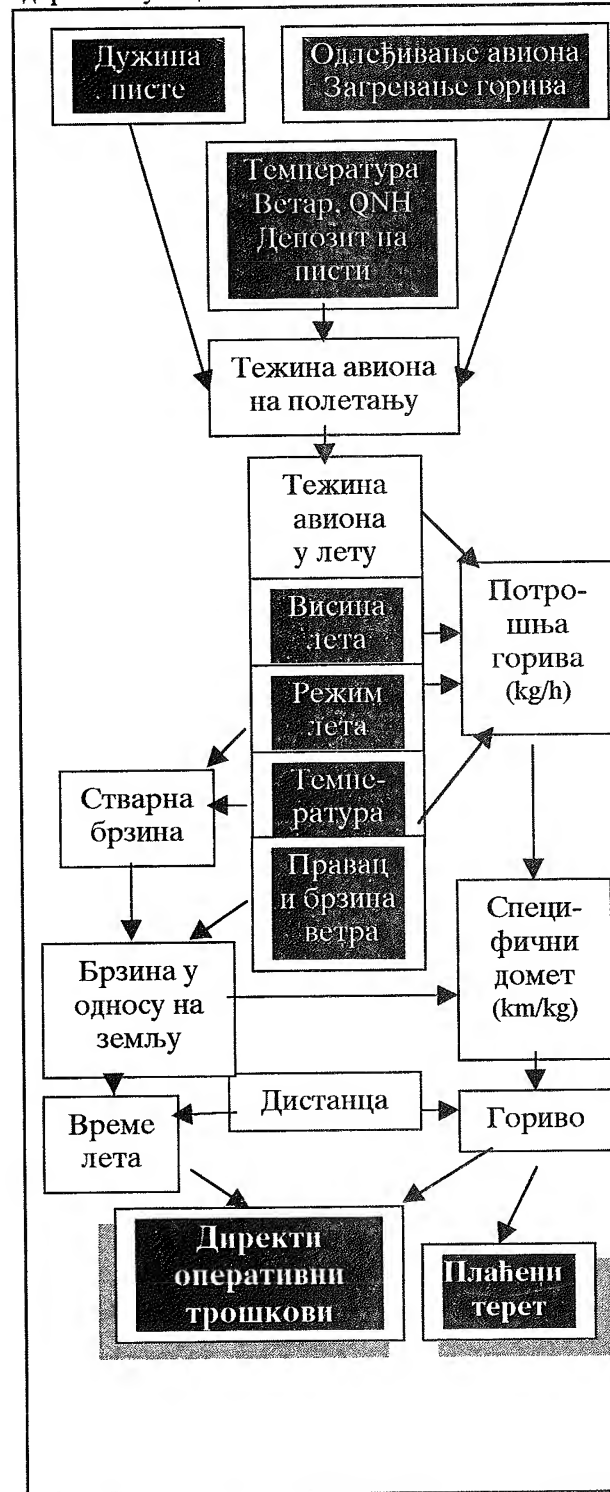 Дужина
писте
Одлеђивање авиона
Загревање горива
Температура
Ветар, QNH
Депозит на
писти
Тежина авиона
на полетању
Тежина
авиона
у лету
Висина
лета
Режим
лета
Темпе-
ратура
Правац
и брзина
ветра
Потро-
шња
горива
(kg/h)
Стварна
брзина
Брзина у
односу на
земљу
Специ-
фични
домет
(km/kg)
Време
лета
Дистанца
Гориво
Директи
оперативни
трошкови
Плаћени
терет